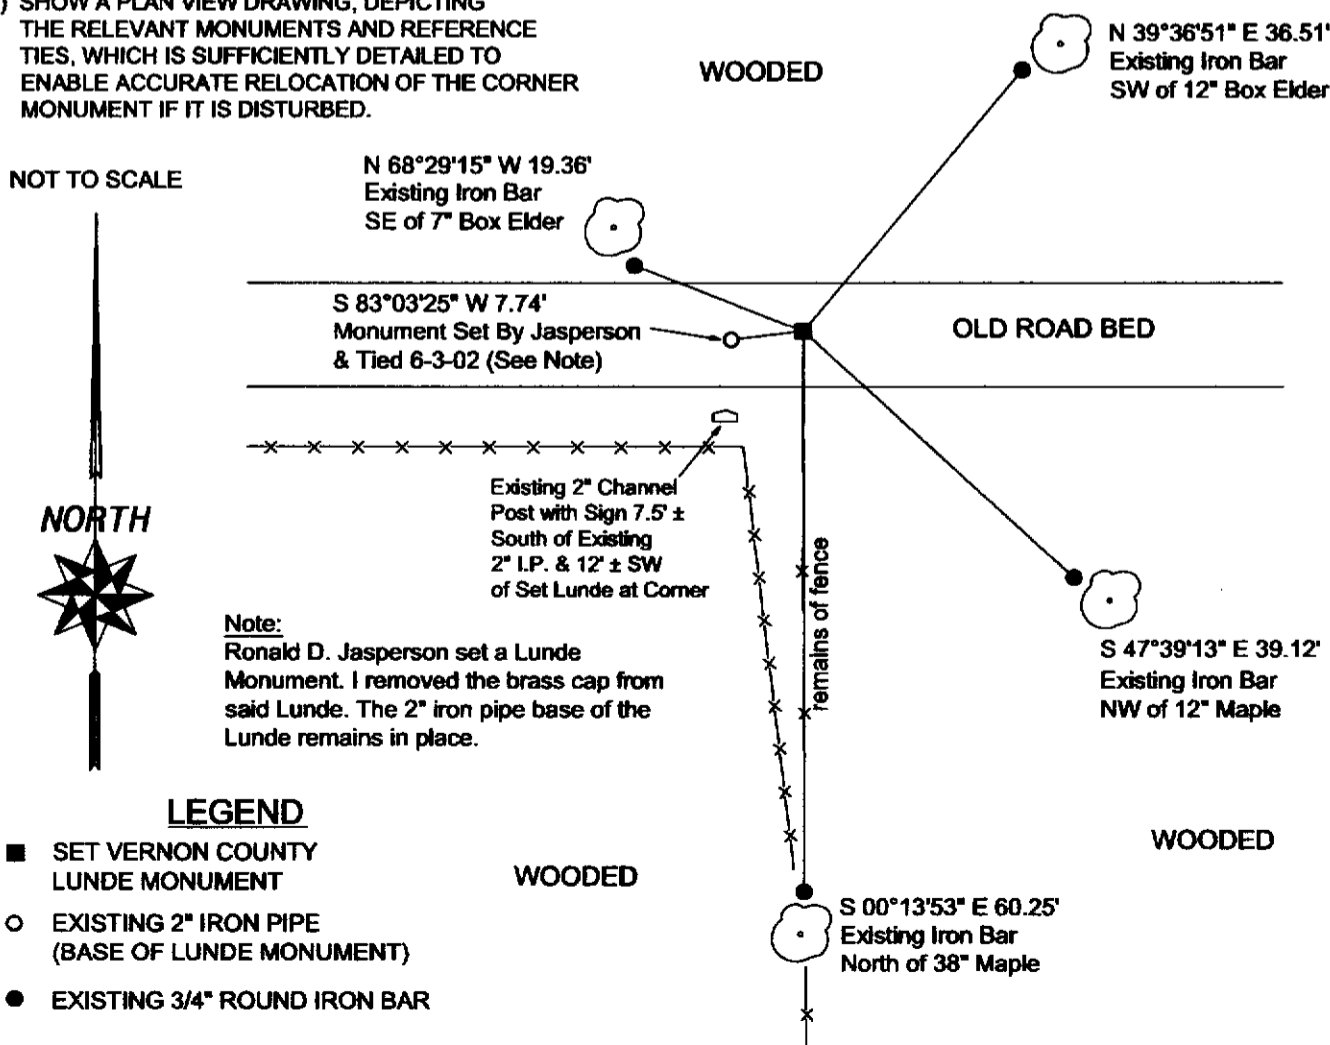 ) SHOW A PLAN VIEW DRAWING, DEPICTING
THE RELEVANT MONUMENTS AND REFERENCE
TIES, WHICH IS SUFFICIENTLY DETAILED TO
ENABLE ACCURATE RELOCATION OF THE CORNER
MONUMENT IF IT IS DISTURBED.
WOODED
N 39°36'51" E 36.51'
Existing Iron Bar
SW of 12" Box Elder
NOT TO SCALE
N 68°29'15" W 19.36'
Existing Iron Bar
SE of 7" Box Elder
S 83°03'25" W 7.74'
Monument Set By Jasperson
& Tied 6-3-02 (See Note)
OLD ROAD BED
Existing 2" Channel
Post with Sign 7.5' ±
South of Existing
2" I.P. & 12' ± SW
of Set Lunde at Corner
NORTH
remains of fence
Note:
Ronald D. Jasperson set a Lunde
Monument. I removed the brass cap from
said Lunde. The 2" iron pipe base of the
Lunde remains in place.
S 47°39'13" E 39.12'
Existing Iron Bar
NW of 12" Maple
LEGEND
SET VERNON COUNTY
LUNDE MONUMENT
EXISTING 2" IRON PIPE
(BASE OF LUNDE MONUMENT)
EXISTING 3/4" ROUND IRON BAR
WOODED
WOODED
S 00°13'53" E 60.25'
Existing Iron Bar
North of 38" Maple